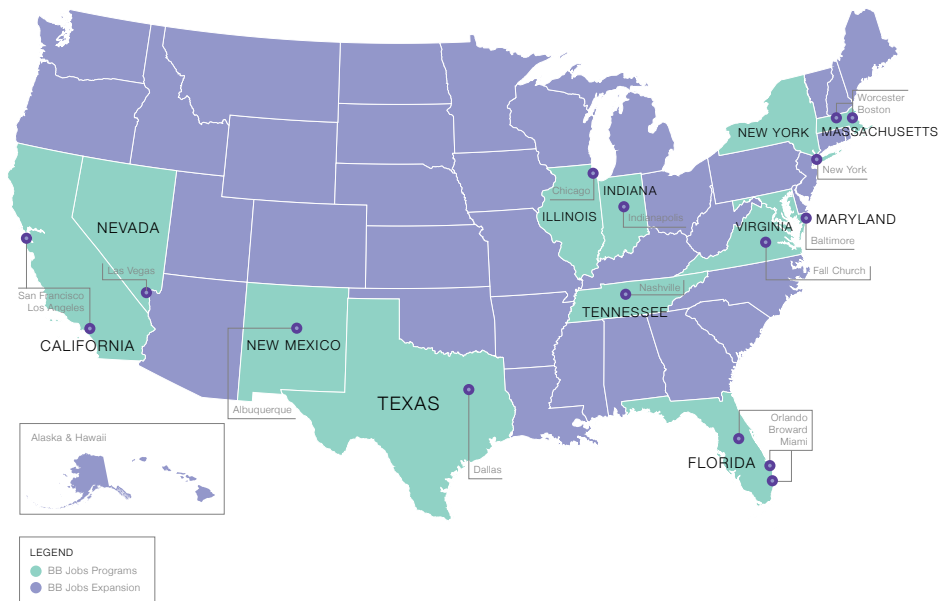 Worcester
Boston
NEW YORK
MASSACHUSETTS
New York
Chicago
INDIANA
ILLINOIS
Indianapolis
NEVADA
VIRGINIA
MARYLAND
Baltimore
Las Vegas
Fall Church
San Francisco
Los Angeles
Nashville
TENNESSEE
CALIFORNIA
NEW MEXICO
TEXAS
Albuquerque
Orlando
Broward
Miami
FLORIDA
Dallas
Alaska & Hawaii
LEGEND
BB Jobs Programs
BB Jobs Expansion